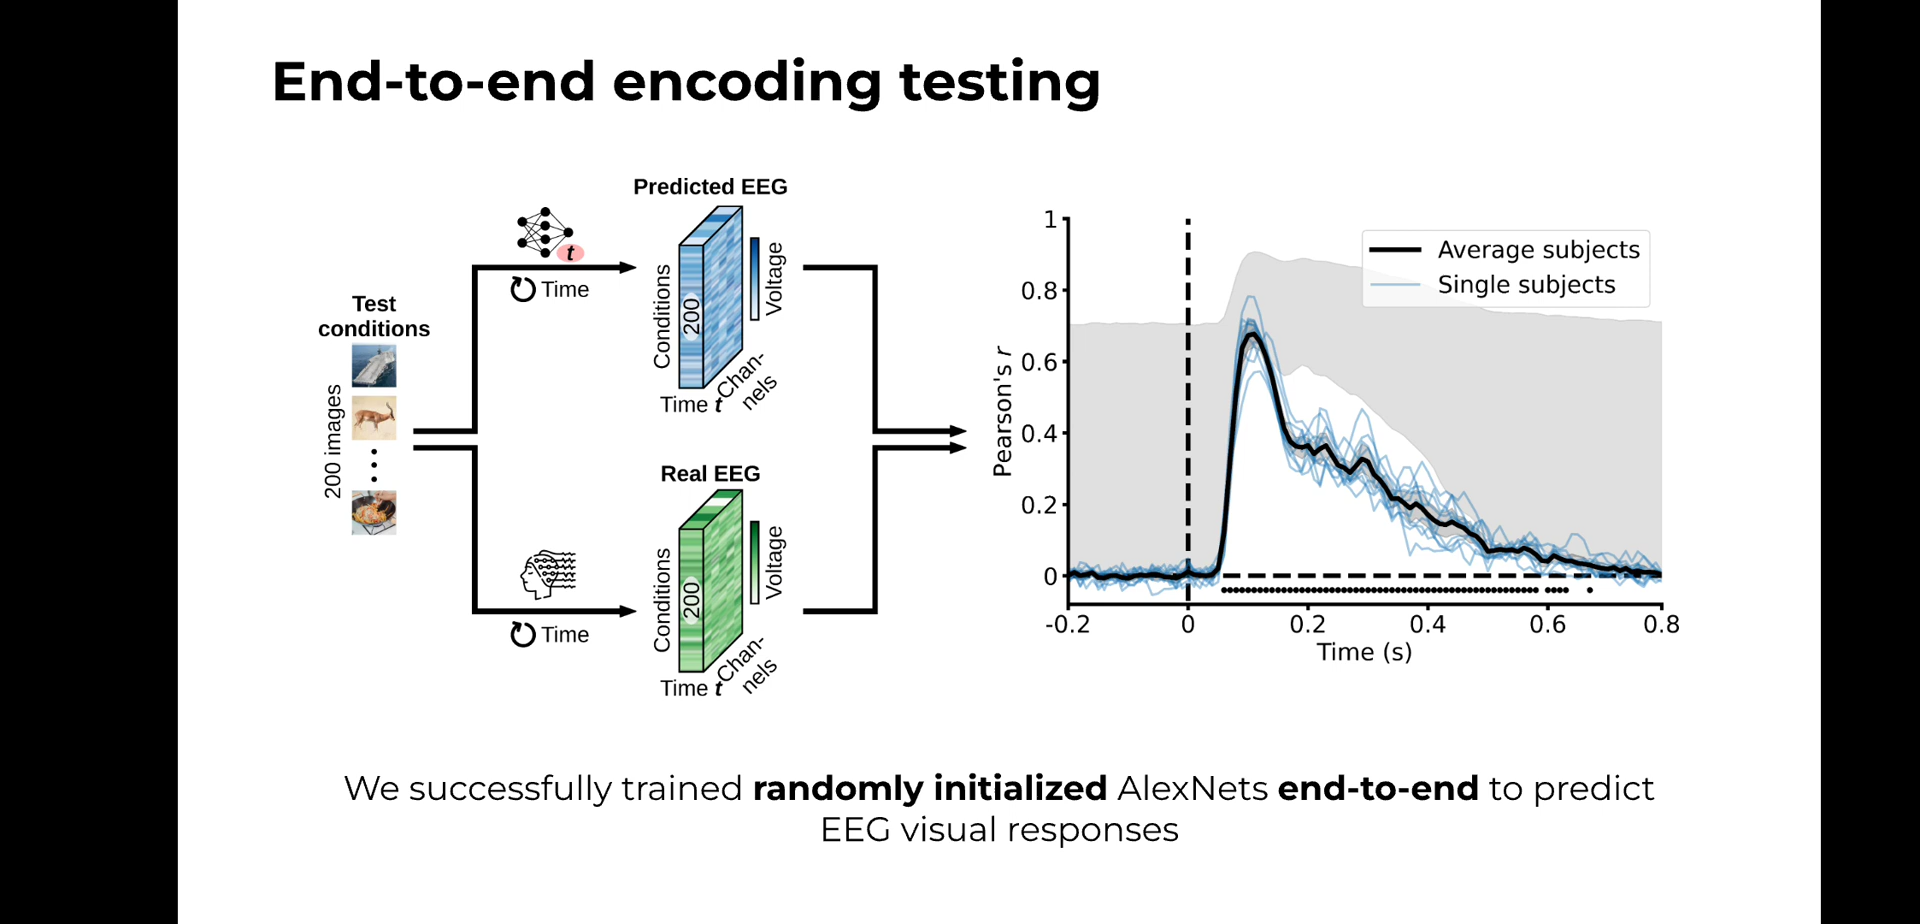 End-to-end encoding testing
Test
conditions
200 images
t
Time
Predicted EEG
Conditions
200
Voltage
Time t
Chan-
nels
Time
Real EEG
Conditions
200
Voltage
Time t
Chan-
nels
Pearson's r
1
0.8
0.6
0.4
0.2
0
Average subjects
Single subjects
-0.2 0 0.2 0.4 0.6 0.8
Time (s)
We successfully trained randomly initialized AlexNets end-to-end to predict
EEG visual responses